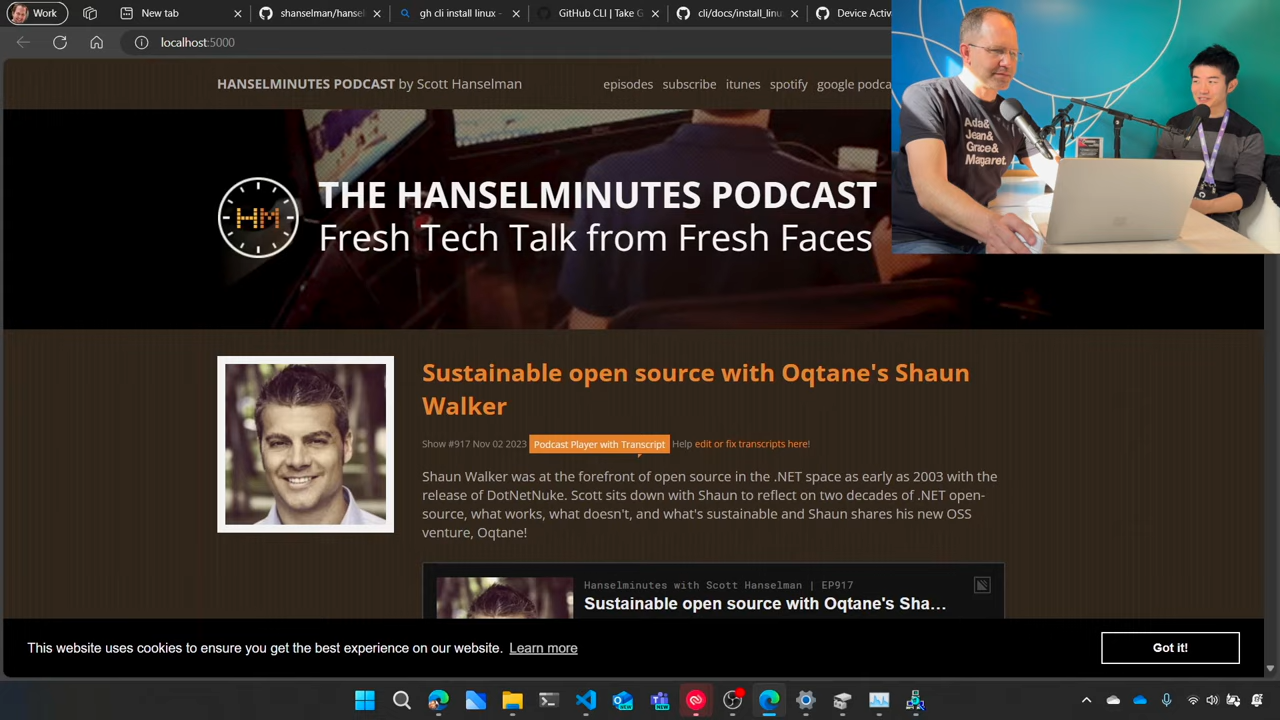 Work
New tab
shanselman/hansel
gh cli install linux -
GitHub CLI | Take G
cli/docs/install_linu
Device Activ
localhost:5000
HANSELMINUTES PODCAST by Scott Hanselman
episodes subscribe itunes spotify google podca
Ada&
Jean&
Grace&
Margaret.
HM
THE HANSELMINUTES PODCAST
Fresh Tech Talk from Fresh Faces
Sustainable open source with Oqtane's Shaun
Walker
Show #917 Nov 02 2023 Podcast Player with Transcript Help edit or fix transcripts here!
Shaun Walker was at the forefront of open source in the .NET space as early as 2003 with the
release of DotNetNuke. Scott sits down with Shaun to reflect on two decades of .NET open-
source, what works, what doesn't, and what's sustainable and Shaun shares his new OSS
venture, Oqtane!
Hanselminutes with Scott Hanselman | EP917
Sustainable open source with Oqtane's Sha...
This website uses cookies to ensure you get the best experience on our website. Learn more
Got it!